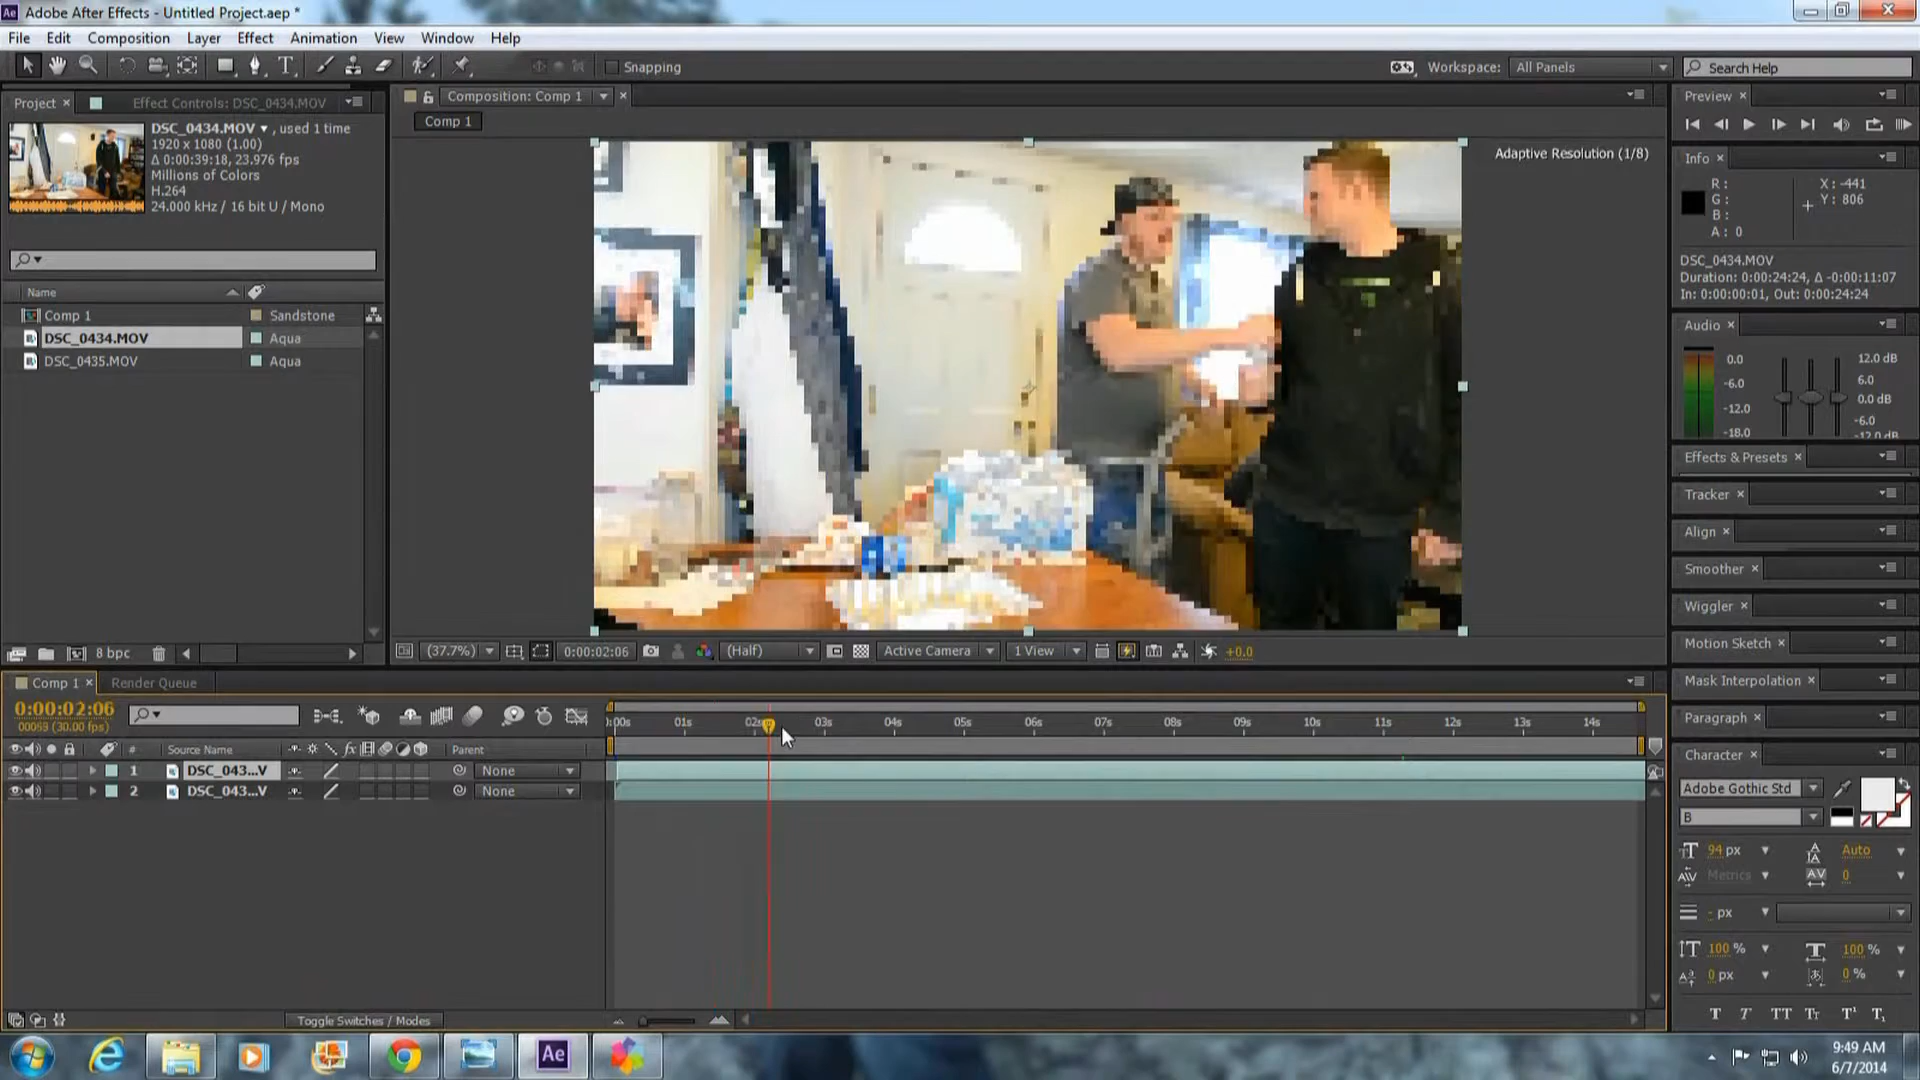 Adobe After Effects - Untitled Project.aep *
File Edit Composition Layer Effect Animation View Window Help
Snapping
Workspace: All Panels
Search Help
Project
Effect Controls: DSC_0434.MOV
DSC_0434.MOV , used 1 time
1920 x 1080 (1.00)
Δ 0:00:39:18, 23.976 fps
Millions of Colors
H.264
24.000 kHz / 16 bit U / Mono
Name
Comp 1 Sandstone
DSC_0434.MOV Aqua
DSC_0435.MOV Aqua
8 bpc
Composition: Comp 1
Comp 1
Adaptive Resolution (1/8)
(37.7%) 0:00:02:06 (Half) Active Camera 1 View +0.0
Preview
Info
R :
G :
B :
A : 0
X : -441
Y : 806
DSC_0434.MOV
Duration: 0:00:24:24, Δ -0:00:11:07
In: 0:00:00:01, Out: 0:00:24:24
Audio
0.0
-6.0
-12.0
-18.0
12.0 dB
6.0
0.0 dB
-6.0
-12.0 dB
Effects & Presets
Tracker
Align
Smoother
Wiggler
Motion Sketch
Mask Interpolation
Paragraph
Character
Adobe Gothic Std
B
94 px Auto
Metrics 0
- px
100 % 100 %
0 px 0 %
T T TT Tт T¹ T₁
Comp 1 Render Queue
0:00:02:06
(30.00 fps)
# Source Name fx Parent
1 DSC_043...V None
2 DSC_043...V None
01s 02s 03s 04s 05s 06s 07s 08s 09s 10s 11s 12s 13s 14s
Toggle Switches / Modes
Ae
9:49 AM
6/7/2014